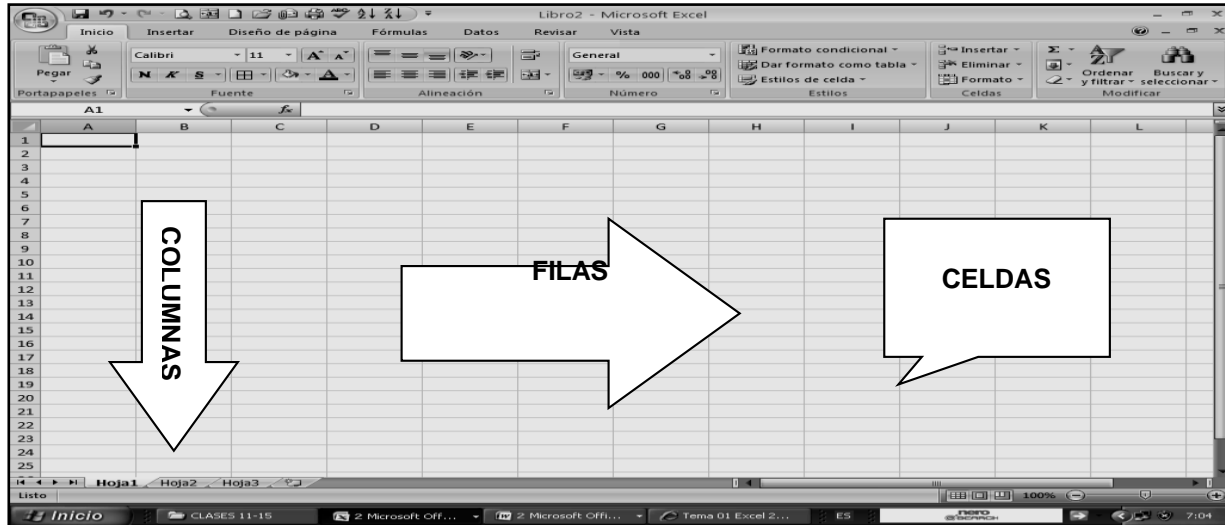 Libro2 - Microsoft Excel
Inicio Insertar Diseño de página Fórmulas Datos Revisar Vista
Pegar
Calibri 11
N K S
A A
A
General
% 000
Formato condicional
Dar formato como tabla
Estilos de celda
Insertar
Eliminar
Formato
Σ
Ordenar y filtrar
Buscar y seleccionar
Portapapeles Fuente Alineación Número Estilos Celdas Modificar
A1 fx
A B C D E F G H I J K L
1
2
3
4
5
6
7
8
9
10
11
12
13
14
15
16
17
18
19
20
21
22
23
24
25
COLUMNAS
FILAS
CELDAS
Hoja1 Hoja2 Hoja3
Listo 100%
Inicio CLASES 11-15 2 Microsoft Off... 2 Microsoft Offi... Tema 01 Excel 2... ES nero SEARCH 7:04